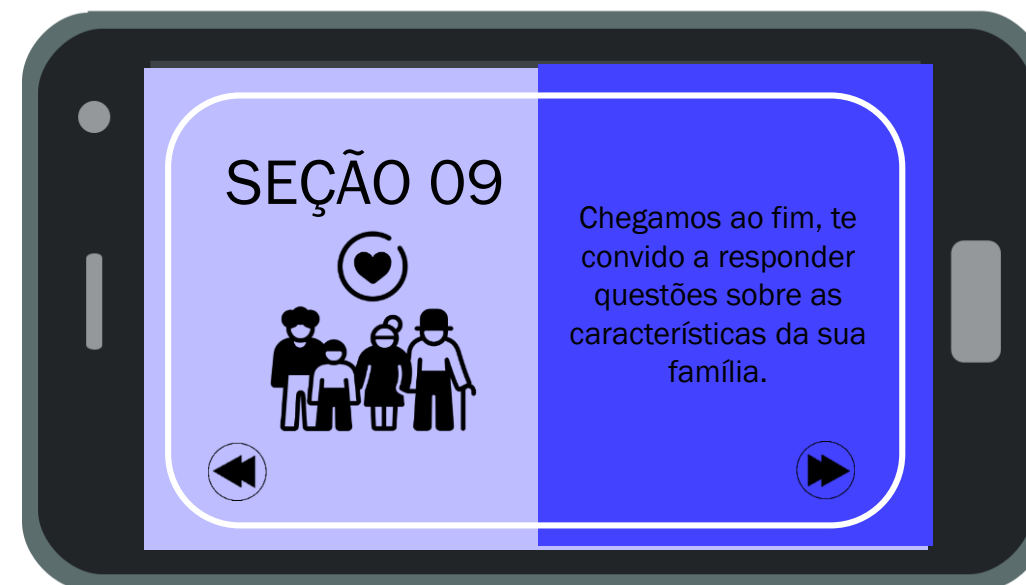 SEÇÃO 09
Chegamos ao fim, te
convido a responder
questões sobre as
características da sua
família.